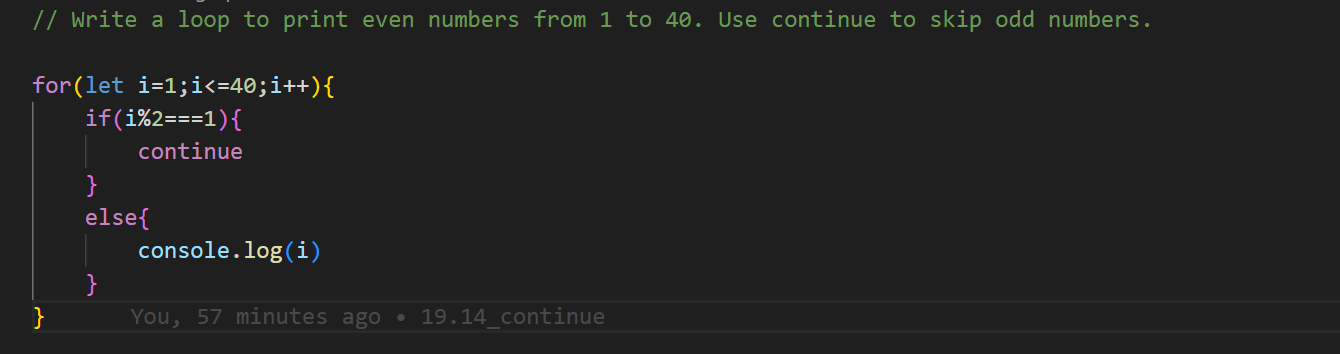 // Write a loop to print even numbers from 1 to 40. Use continue to skip odd numbers.
for(let i=1;i<=40;i++){
    if(i%2===1){
        continue
    }
    else{
        console.log(i)
    }
}       You, 57 minutes ago • 19.14_continue